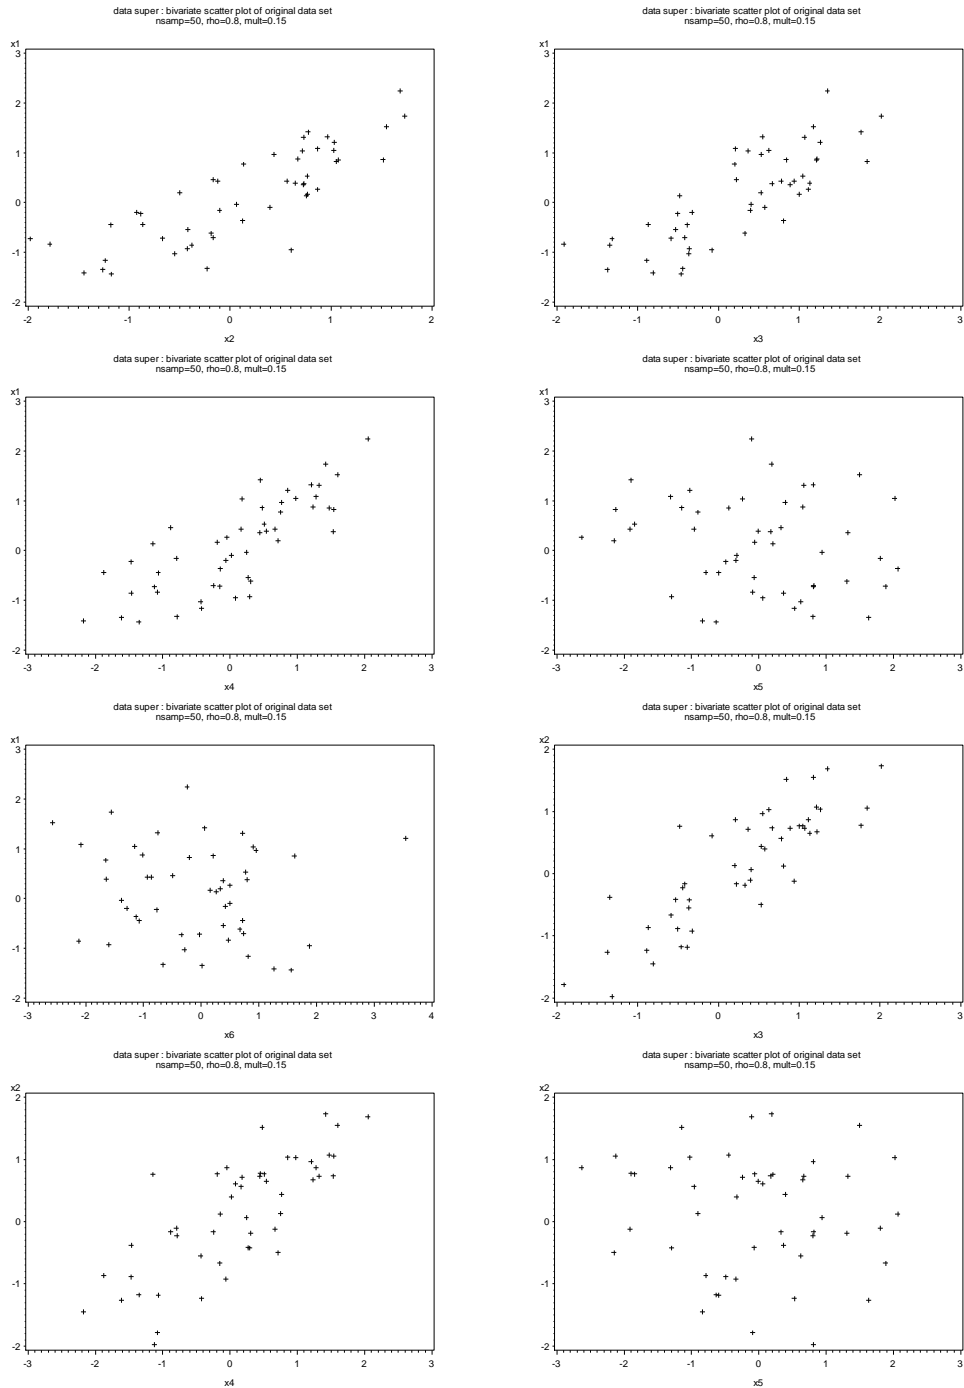 data super : bivariate scatter plot of original data set
nsamp=50, rho=0.8, mult=0.15
x1
3
2
1
0
-1
-2
-2 -1 0 1 2
x2
data super : bivariate scatter plot of original data set
nsamp=50, rho=0.8, mult=0.15
x1
3
2
1
0
-1
-2
-2 -1 0 1 2 3
x3
data super : bivariate scatter plot of original data set
nsamp=50, rho=0.8, mult=0.15
x1
3
2
1
0
-1
-2
-3 -2 -1 0 1 2 3
x4
data super : bivariate scatter plot of original data set
nsamp=50, rho=0.8, mult=0.15
x1
3
2
1
0
-1
-2
-3 -2 -1 0 1 2 3
x5
data super : bivariate scatter plot of original data set
nsamp=50, rho=0.8, mult=0.15
x1
3
2
1
0
-1
-2
-3 -2 -1 0 1 2 3 4
x6
data super : bivariate scatter plot of original data set
nsamp=50, rho=0.8, mult=0.15
x2
2
1
0
-1
-2
-2 -1 0 1 2 3
x3
data super : bivariate scatter plot of original data set
nsamp=50, rho=0.8, mult=0.15
x2
2
1
0
-1
-2
-3 -2 -1 0 1 2 3
x4
data super : bivariate scatter plot of original data set
nsamp=50, rho=0.8, mult=0.15
x2
2
1
0
-1
-2
-3 -2 -1 0 1 2 3
x5